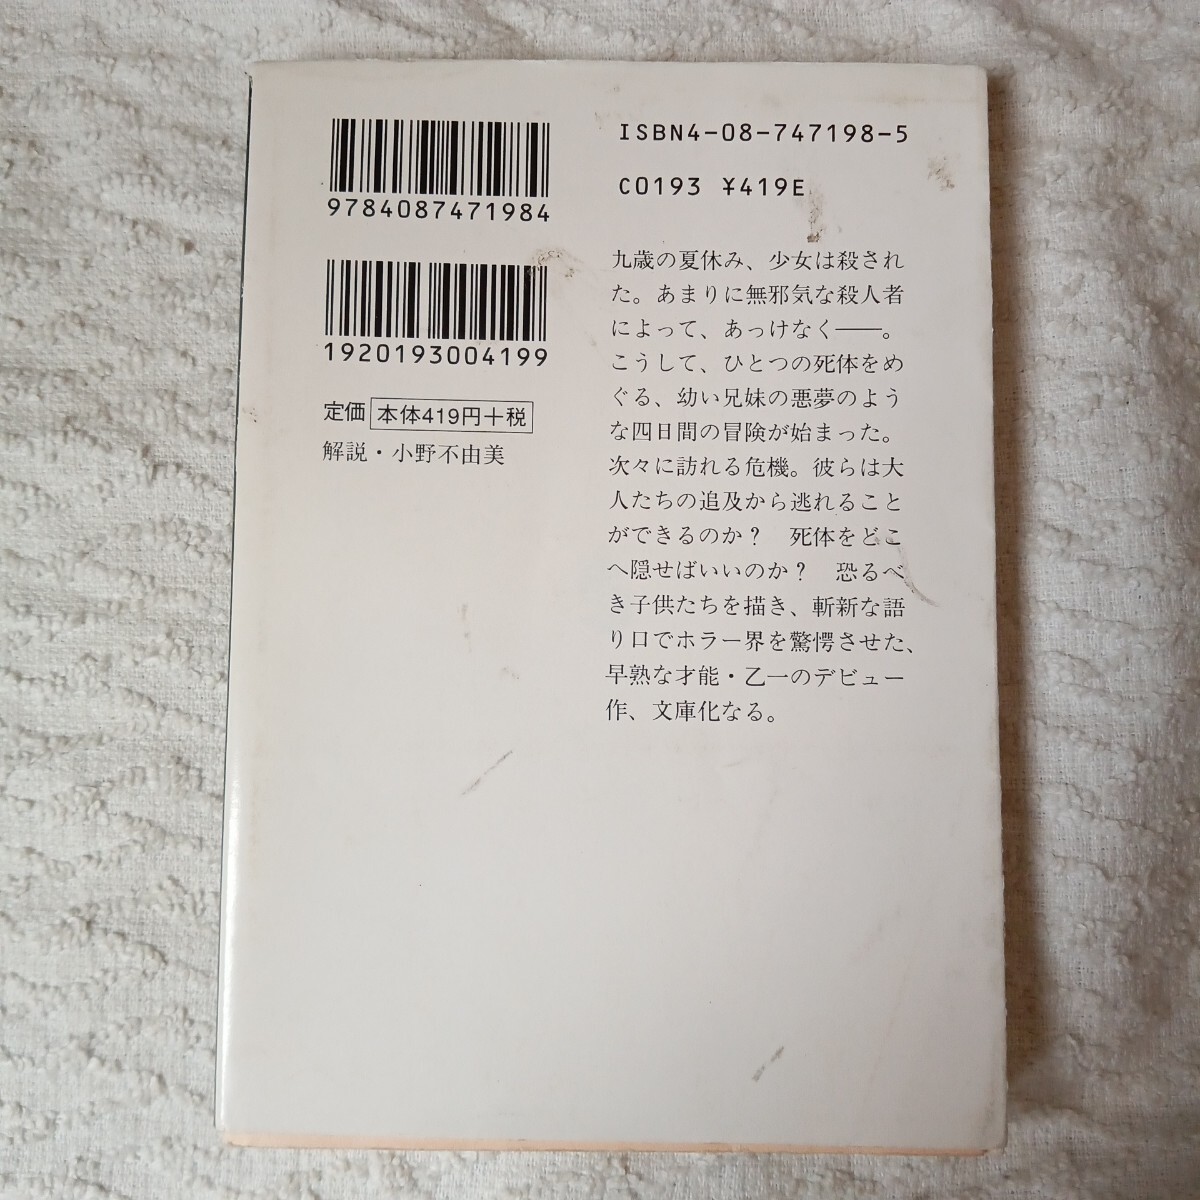 9784087471984
1920193004199
定価 本体419円+税
解説・小野不由美
ISBN4-08-747198-5
C0193 ¥419E
九歳の夏休み、少女は殺され
た。あまりに無邪気な殺人者
によって、あっけなく――。
こうして、ひとつの死体をめ
ぐる、幼い兄妹の悪夢のよう
な四日間の冒険が始まった。
次々に訪れる危機。彼らは大
人たちの追及から逃れること
ができるのか？　死体をどこ
へ隠せばいいのか？　恐るべ
き子供たちを描き、斬新な語
り口でホラー界を驚愕させた、
早熟な才能・乙一のデビュー
作、文庫化なる。